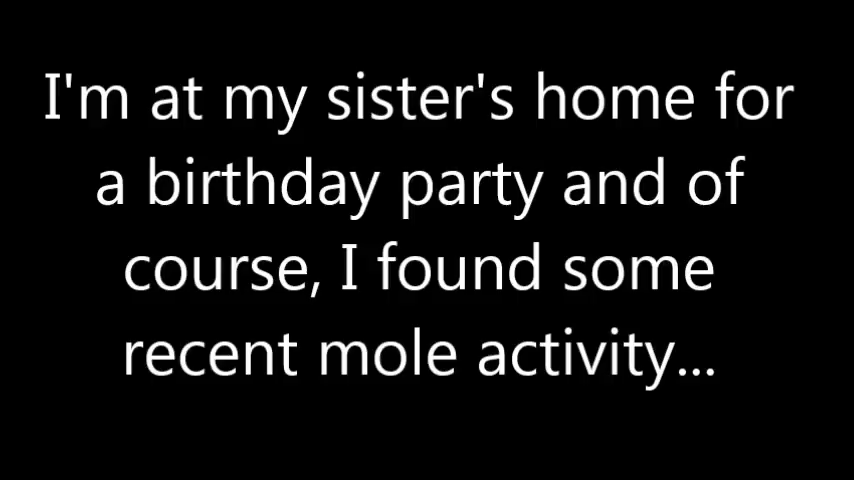 I'm at my sister's home for
a birthday party and of
course, I found some
recent mole activity...